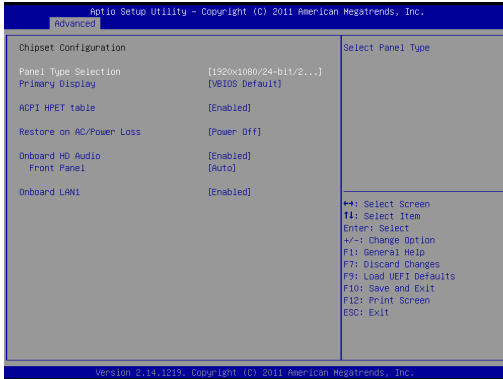 Aptio Setup Utility – Copyright (C) 2011 American Megatrends, Inc.
Advanced
Chipset Configuration
Panel Type Selection [1920x1080/24-bit/2...]
Primary Display [VBIOS Default]
ACPI HPET table [Enabled]
Restore on AC/Power Loss [Power Off]
Onboard HD Audio [Enabled]
Front Panel [Auto]
Onboard LAN1 [Enabled]
Select Panel Type
↔: Select Screen
↑↓: Select Item
Enter: Select
+/-: Change Option
F1: General Help
F7: Discard Changes
F9: Load UEFI Defaults
F10: Save and Exit
F12: Print Screen
ESC: Exit
Version 2.14.1219. Copyright (C) 2011 American Megatrends, Inc.